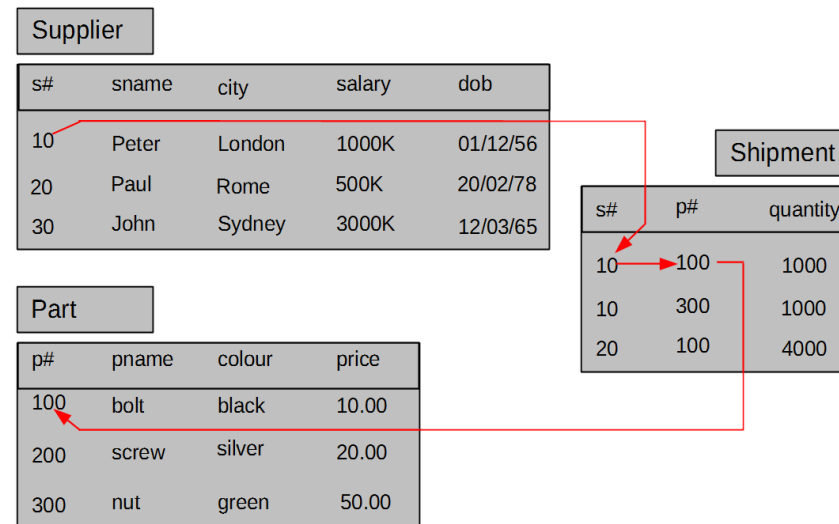 Supplier
s# sname city salary dob
10 Peter London 1000K 01/12/56
20 Paul Rome 500K 20/02/78
30 John Sydney 3000K 12/03/65
Shipment
s# p# quantity
10 100 1000
10 300 1000
20 100 4000
Part
p# pname colour price
100 bolt black 10.00
200 screw silver 20.00
300 nut green 50.00